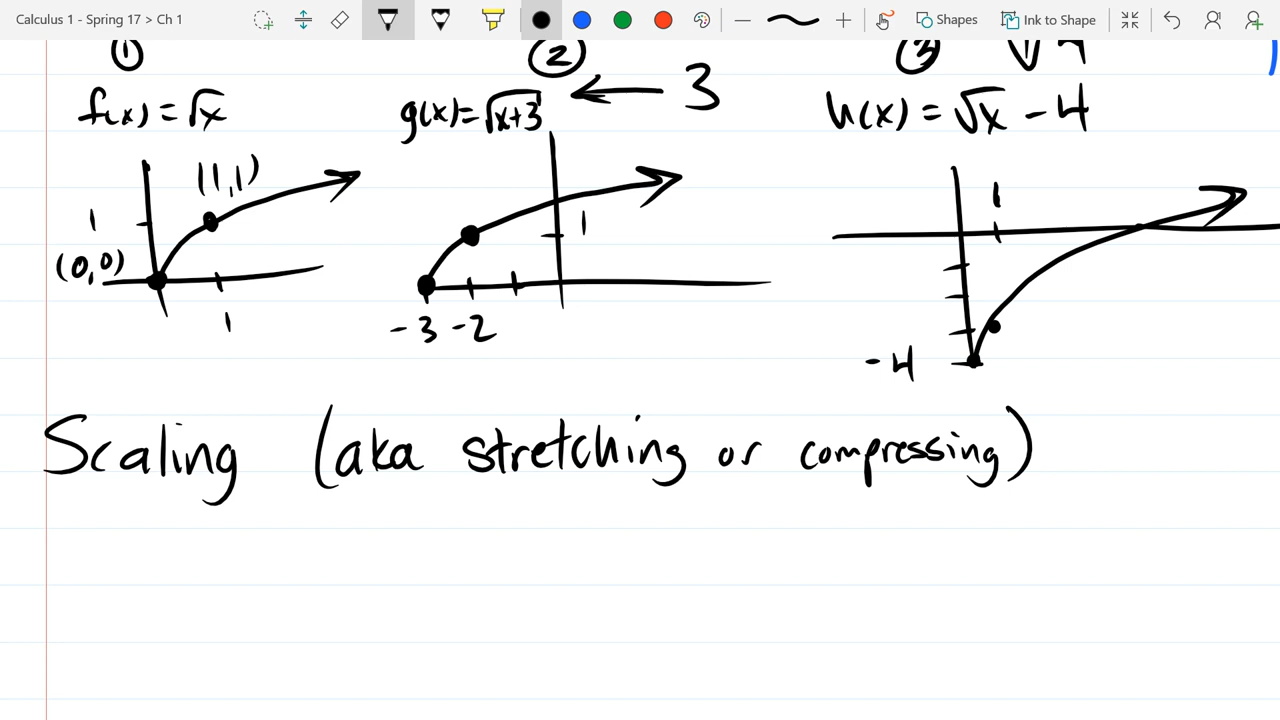 Calculus 1 - Spring 17 > Ch 1
Shapes
Ink to Shape
① ② ③ ↓ 4
f(x) = √x
g(x) = √x+3 ← 3
h(x) = √x - 4
(1,1)
1
(0,0)
1
1
-3 -2
1
-4
Scaling (aka stretching or compressing)